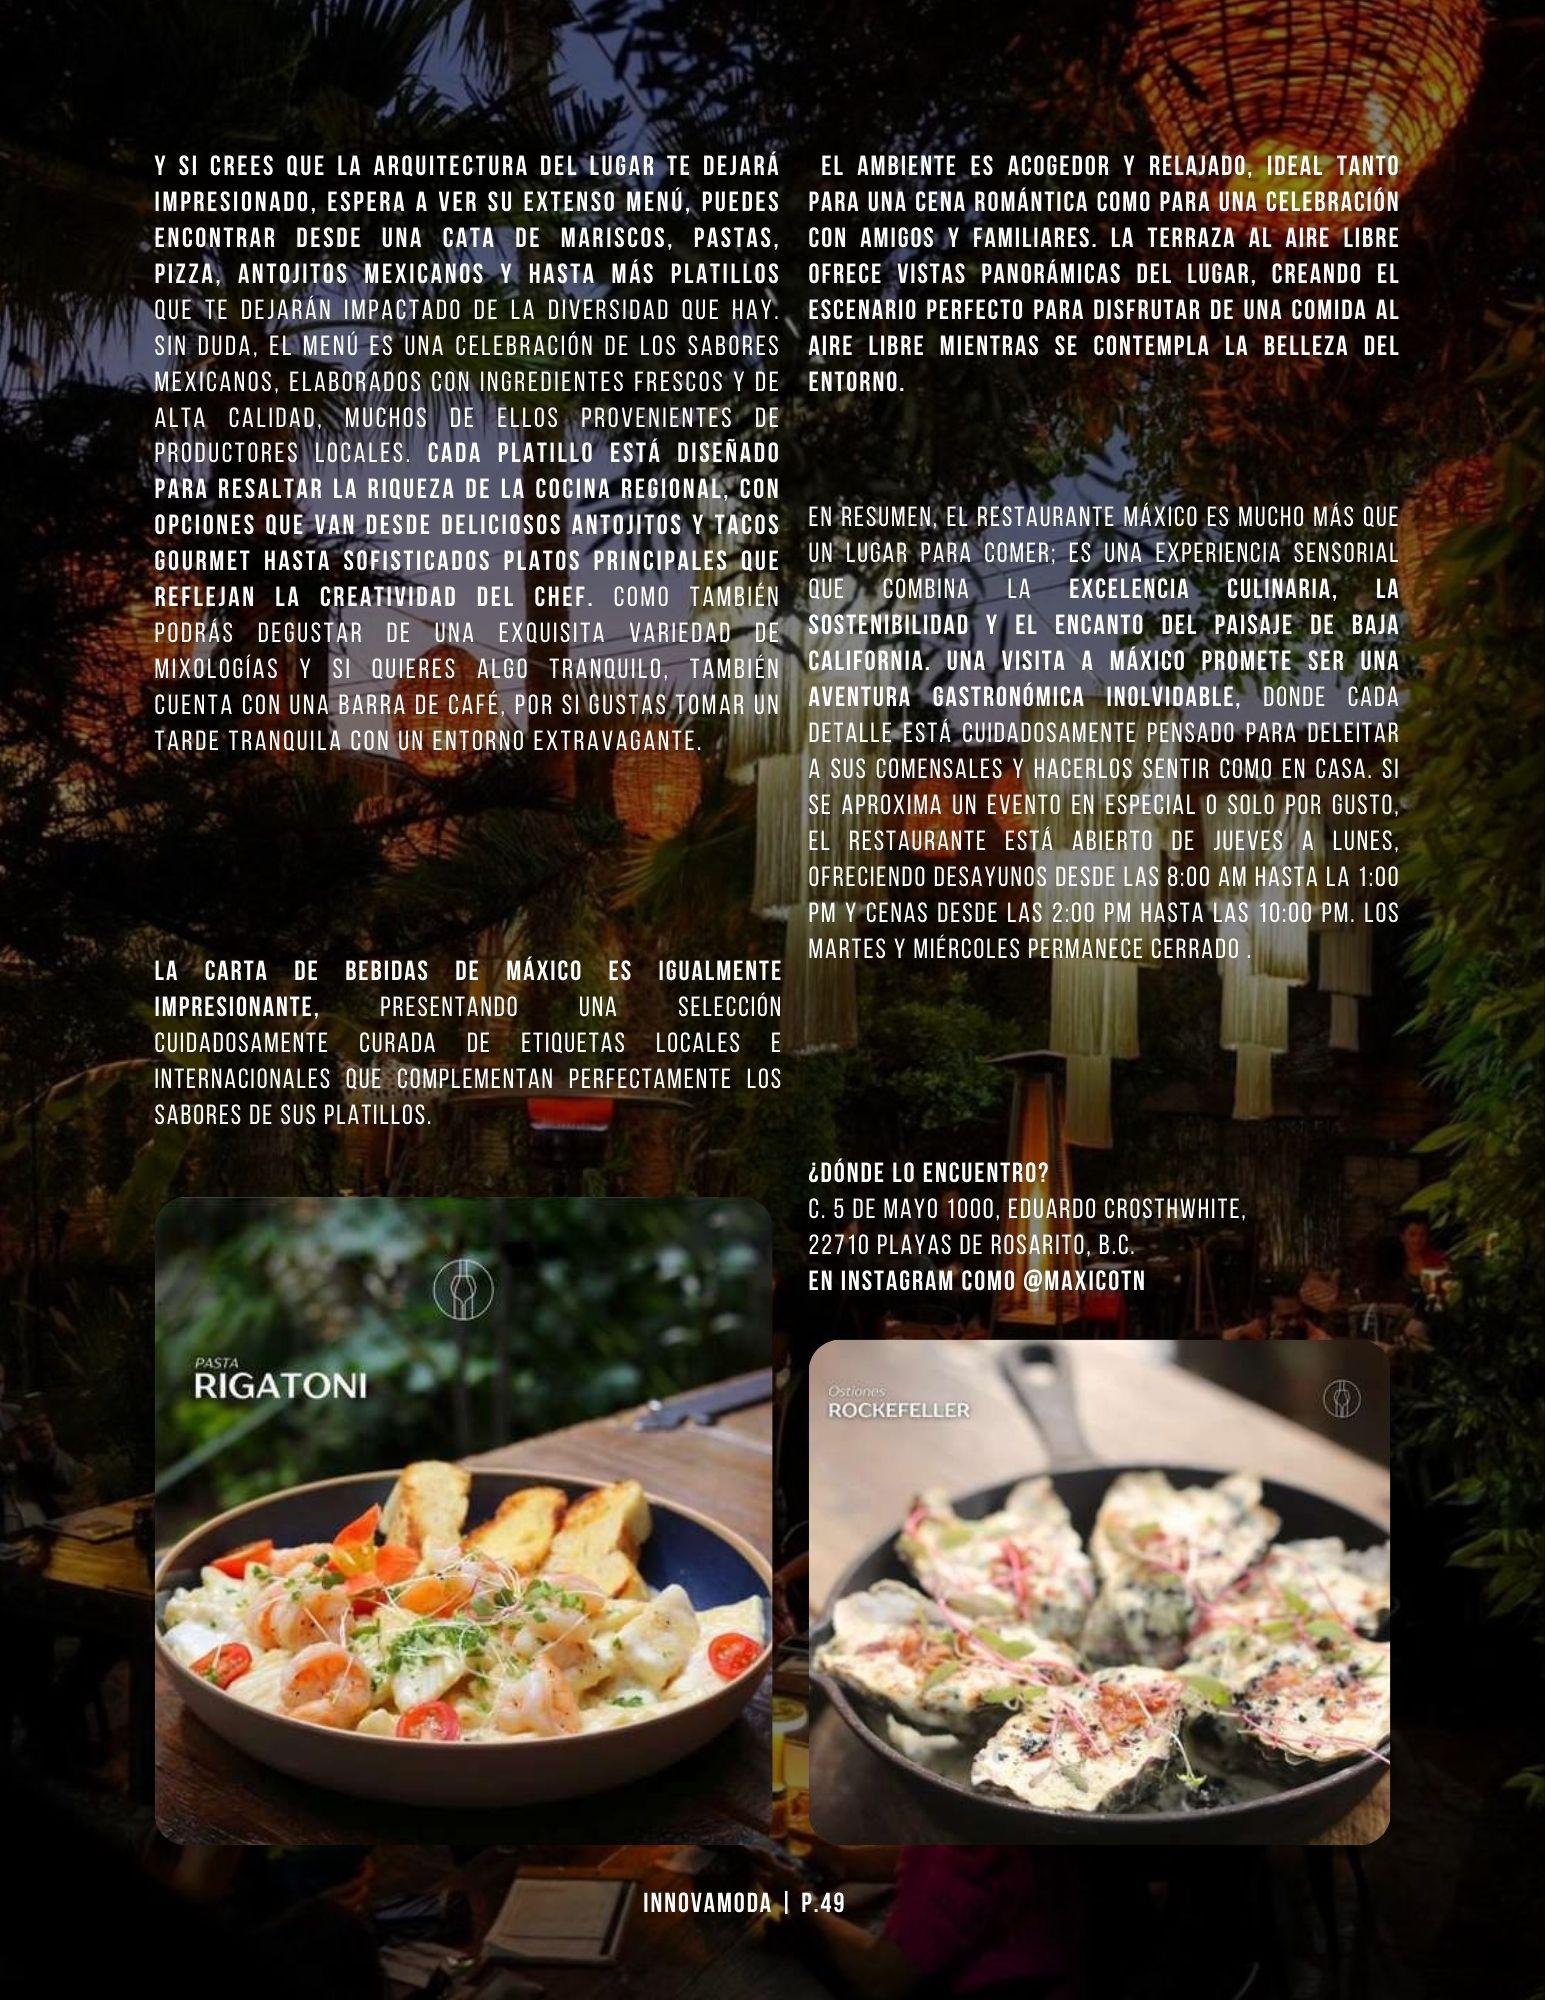 Y SI CREES QUE LA ARQUITECTURA DEL LUGAR TE DEJARÁ
IMPRESIONADO, ESPERA A VER SU EXTENSO MENÚ, PUEDES
ENCONTRAR DESDE UNA CATA DE MARISCOS, PASTAS,
PIZZA, ANTOJITOS MEXICANOS Y HASTA MÁS PLATILLOS
QUE TE DEJARÁN IMPACTADO DE LA DIVERSIDAD QUE HAY.
SIN DUDA, EL MENÚ ES UNA CELEBRACIÓN DE LOS SABORES
MEXICANOS, ELABORADOS CON INGREDIENTES FRESCOS Y DE
ALTA CALIDAD, MUCHOS DE ELLOS PROVENIENTES DE
PRODUCTORES LOCALES. CADA PLATILLO ESTÁ DISEÑADO
PARA RESALTAR LA RIQUEZA DE LA COCINA REGIONAL, CON
OPCIONES QUE VAN DESDE DELICIOSOS ANTOJITOS Y TACOS
GOURMET HASTA SOFISTICADOS PLATOS PRINCIPALES QUE
REFLEJAN LA CREATIVIDAD DEL CHEF. COMO TAMBIÉN
PODRÁS DEGUSTAR DE UNA EXQUISITA VARIEDAD DE
MIXOLOGÍAS Y SI QUIERES ALGO TRANQUILO, TAMBIÉN
CUENTA CON UNA BARRA DE CAFÉ, POR SI GUSTAS TOMAR UN
TARDE TRANQUILA CON UN ENTORNO EXTRAVAGANTE.
LA CARTA DE BEBIDAS DE MÁXICO ES IGUALMENTE
IMPRESIONANTE, PRESENTANDO UNA SELECCIÓN
CUIDADOSAMENTE CURADA DE ETIQUETAS LOCALES E
INTERNACIONALES QUE COMPLEMENTAN PERFECTAMENTE LOS
SABORES DE SUS PLATILLOS.
PASTA
RIGATONI
EL AMBIENTE ES ACOGEDOR Y RELAJADO, IDEAL TANTO
PARA UNA CENA ROMÁNTICA COMO PARA UNA CELEBRACIÓN
CON AMIGOS Y FAMILIARES. LA TERRAZA AL AIRE LIBRE
OFRECE VISTAS PANORÁMICAS DEL LUGAR, CREANDO EL
ESCENARIO PERFECTO PARA DISFRUTAR DE UNA COMIDA AL
AIRE LIBRE MIENTRAS SE CONTEMPLA LA BELLEZA DEL
ENTORNO.
EN RESUMEN, EL RESTAURANTE MÁXICO ES MUCHO MÁS QUE
UN LUGAR PARA COMER; ES UNA EXPERIENCIA SENSORIAL
QUE COMBINA LA EXCELENCIA CULINARIA, LA
SOSTENIBILIDAD Y EL ENCANTO DEL PAISAJE DE BAJA
CALIFORNIA. UNA VISITA A MÁXICO PROMETE SER UNA
AVENTURA GASTRONÓMICA INOLVIDABLE, DONDE CADA
DETALLE ESTÁ CUIDADOSAMENTE PENSADO PARA DELEITAR
A SUS COMENSALES Y HACERLOS SENTIR COMO EN CASA. SI
SE APROXIMA UN EVENTO EN ESPECIAL O SOLO POR GUSTO,
EL RESTAURANTE ESTÁ ABIERTO DE JUEVES A LUNES,
OFRECIENDO DESAYUNOS DESDE LAS 8:00 AM HASTA LA 1:00
PM Y CENAS DESDE LAS 2:00 PM HASTA LAS 10:00 PM. LOS
MARTES Y MIÉRCOLES PERMANECE CERRADO .
¿DÓNDE LO ENCUENTRO?
C. 5 DE MAYO 1000, EDUARDO CROSTHWHITE,
22710 PLAYAS DE ROSARITO, B.C.
EN INSTAGRAM COMO @MAXICOTN
Ostiones
ROCKEFELLER
INNOVAMODA | P.49